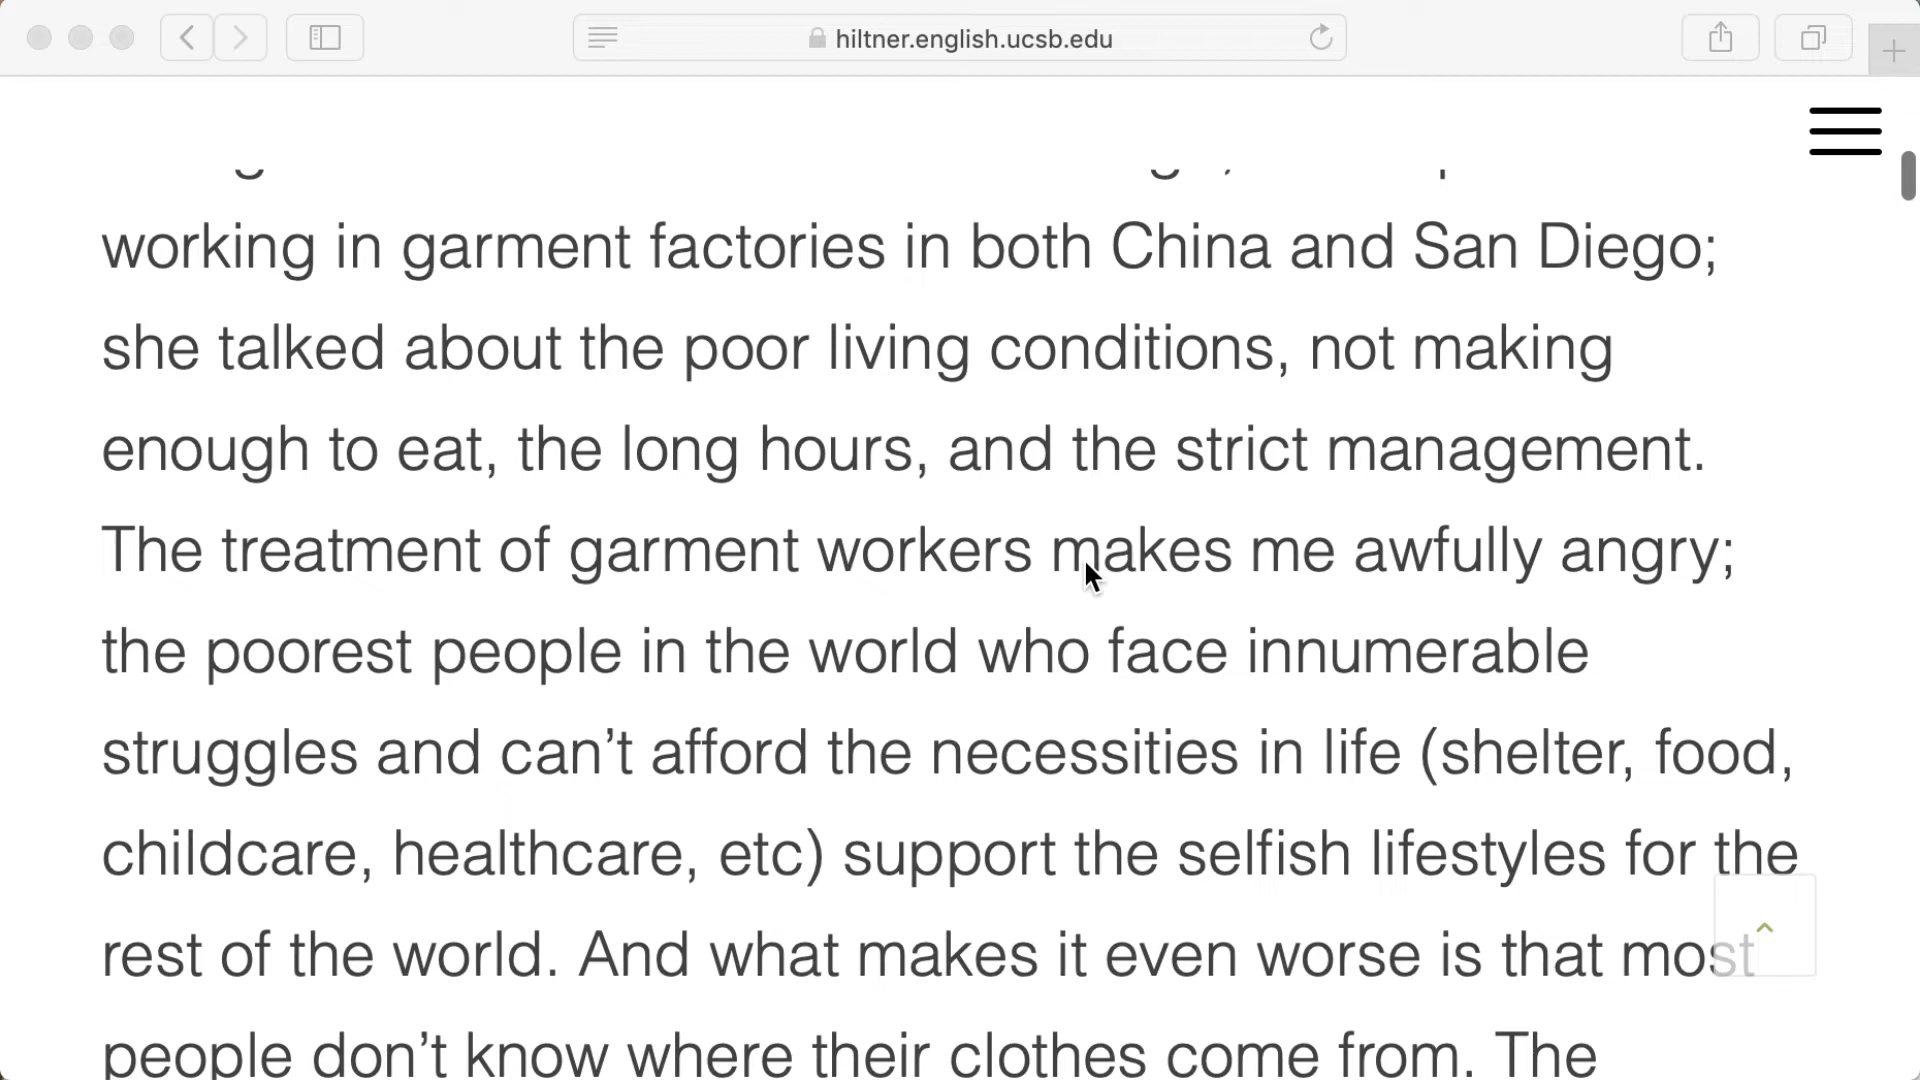 hiltner.english.ucsb.edu
working in garment factories in both China and San Diego;
she talked about the poor living conditions, not making
enough to eat, the long hours, and the strict management.
The treatment of garment workers makes me awfully angry;
the poorest people in the world who face innumerable
struggles and can’t afford the necessities in life (shelter, food,
childcare, healthcare, etc) support the selfish lifestyles for the
rest of the world. And what makes it even worse is that most
people don’t know where their clothes come from. The